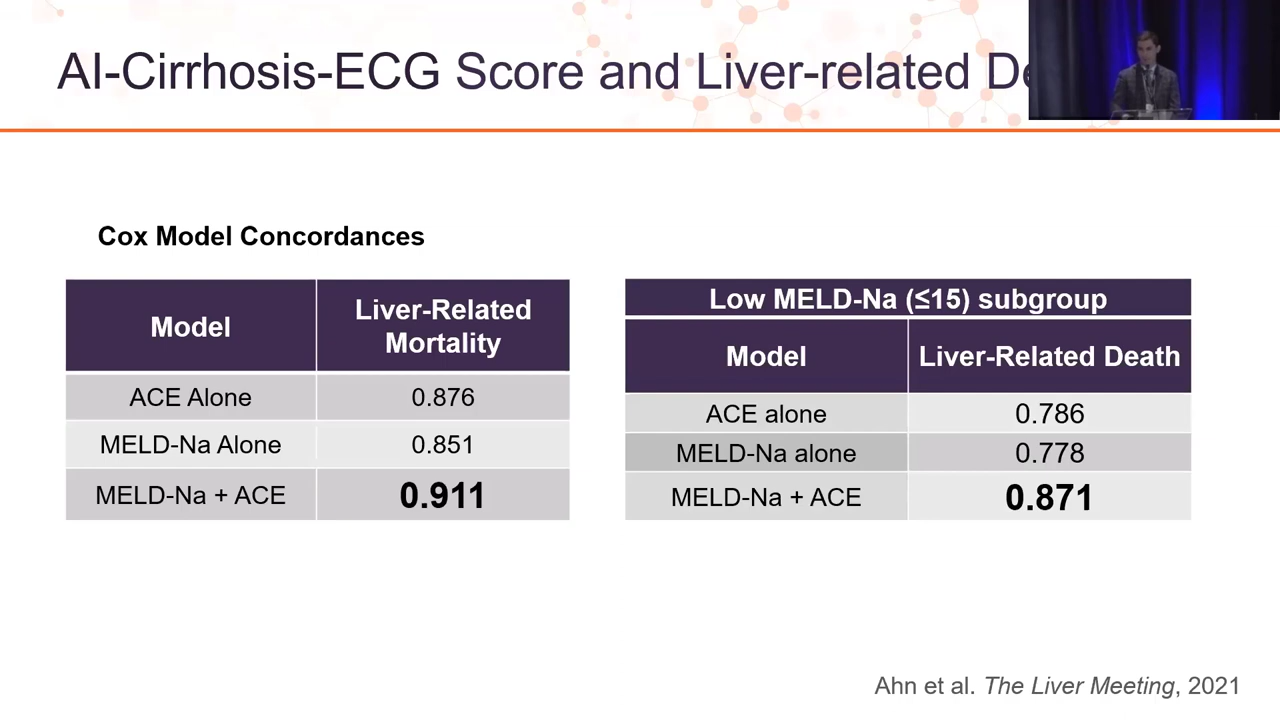 AI-Cirrhosis-ECG Score and Liver-related
Cox Model Concordances
Model
Liver-Related
Mortality
ACE Alone
0.876
MELD-Na Alone
0.851
MELD-Na + ACE
0.911
Low MELD-Na (≤15) subgroup
Model
Liver-Related Death
ACE alone
0.786
MELD-Na alone
0.778
MELD-Na + ACE
0.871
Ahn et al. The Liver Meeting, 2021